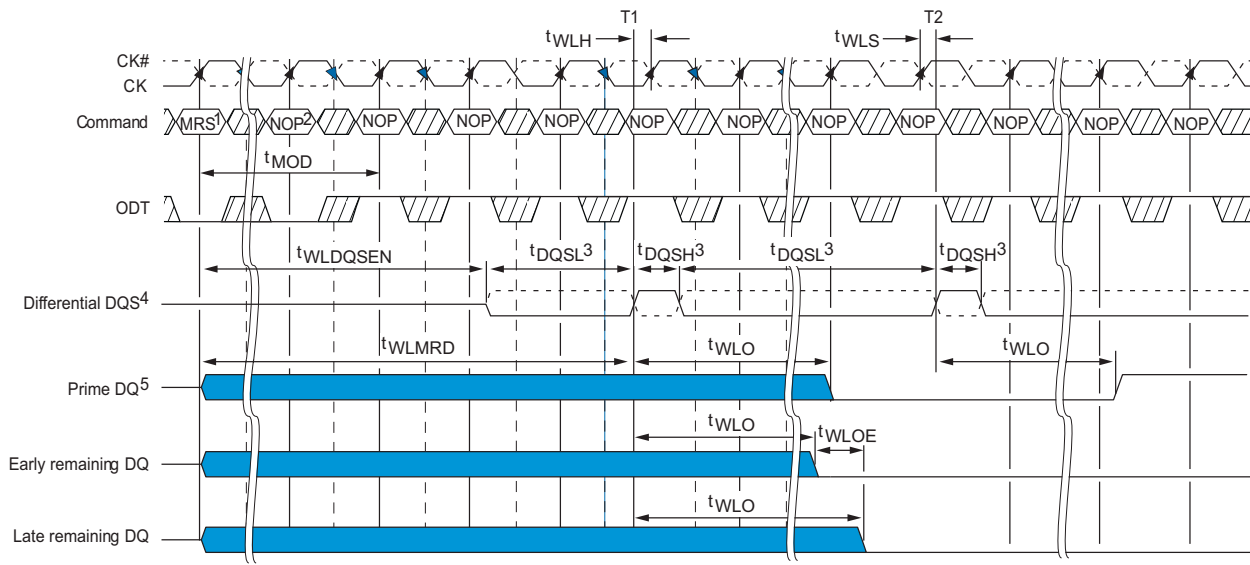 T1 T2
tWLH tWLS
CK#
CK
Command MRS1 NOP2 NOP NOP NOP NOP NOP NOP NOP NOP NOP NOP
tMOD
ODT
tWLDQSEN tDQSL3 tDQSH3 tDQSL3 tDQSH3
Differential DQS4
tWLMRD tWLO tWLO
Prime DQ5
tWLO tWLOE
Early remaining DQ
tWLO
Late remaining DQ